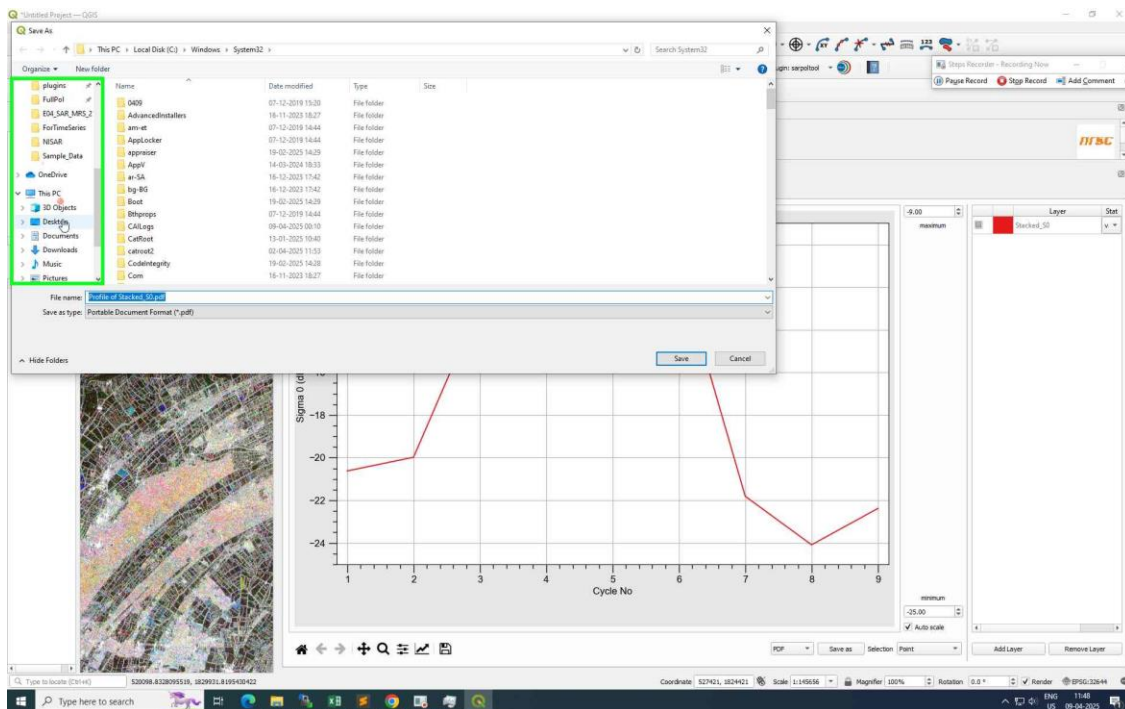 *Untitled Project — QGIS
Save As
This PC > Local Disk (C:) > Windows > System32 >
Search System32
Organize
New folder
plugins
FullPol
E04_SAR_MRS_2
ForTimeSeries
NISAR
Sample_Data
OneDrive
This PC
3D Objects
Desktop
Documents
Downloads
Music
Pictures
Name Date modified Type Size
0409 07-12-2019 15:20 File folder
AdvancedInstallers 16-11-2023 18:27 File folder
am-et 07-12-2019 14:44 File folder
AppLocker 07-12-2019 14:44 File folder
appraiser 19-02-2025 14:29 File folder
AppV 14-03-2024 18:33 File folder
ar-SA 16-12-2023 17:42 File folder
bg-BG 16-12-2023 17:42 File folder
Boot 19-02-2025 14:29 File folder
Bthprops 07-12-2019 14:44 File folder
CAILogs 09-04-2025 00:10 File folder
CatRoot 13-01-2025 10:40 File folder
catroot2 02-04-2025 11:53 File folder
CodeIntegrity 19-02-2025 14:28 File folder
Com 16-11-2023 18:27 File folder
File name: Profile of Stacked_S0.pdf
Save as type: Portable Document Format (*.pdf)
Hide Folders
Save Cancel
sarpoltool
Steps Recorder - Recording Now
Pause Record Stop Record Add Comment
-9.00
maximum
Layer Stat
Stacked_S0 v
Sigma 0
−18
−20
−22
−24
1 2 3 4 5 6 7 8 9
Cycle No
minimum
-25.00
Auto scale
PDF Save as Selection Point Add Layer Remove Layer
Type to locate (Ctrl+K) 520098.8328095519, 1829931.8195430422 Coordinate 527421, 1824421 Scale 1:145656 Magnifier 100% Rotation 0.0 ° Render EPSG:32644
Type here to search
ENG
US
11:48
09-04-2025